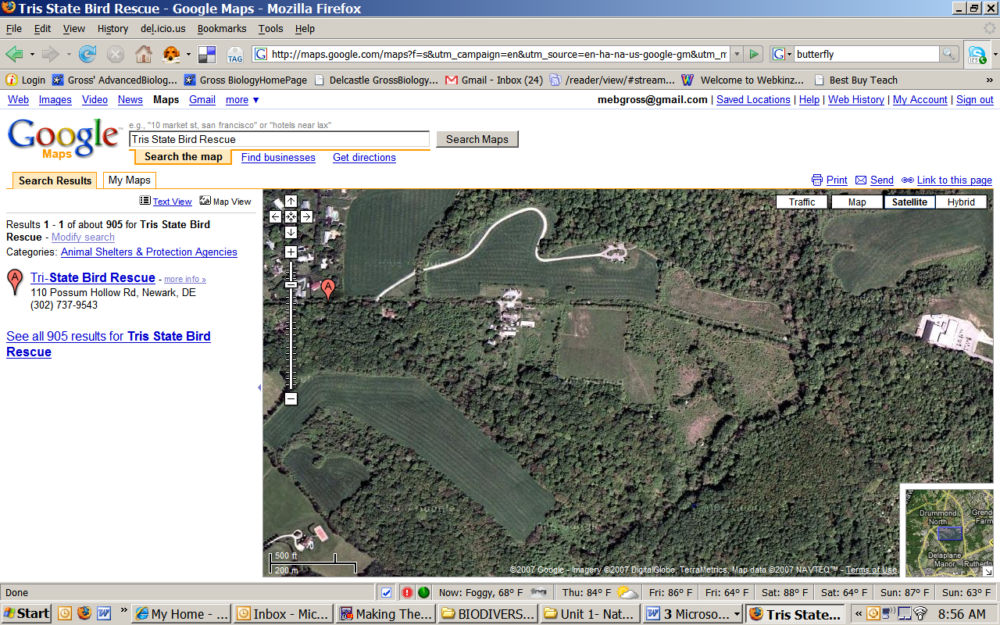 Tris State Bird Rescue - Google Maps - Mozilla Firefox
File Edit View History del.icio.us Bookmarks Tools Help
TAG http://maps.google.com/maps?f=s&utm_campaign=en&utm_source=en-ha-na-us-google-gm&utm_m G butterfly
Login Gross' AdvancedBiolog... Gross BiologyHomePage Delcastle GrossBiology... Gmail - Inbox (24) /reader/view/#stream... Welcome to Webkinz... Best Buy Teach »
Web Images Video News Maps Gmail more ▼ mebgross@gmail.com | Saved Locations | Help | Web History | My Account | Sign out
e.g., "10 market st, san francisco" or "hotels near lax"
Google Maps™ Tris State Bird Rescue Search Maps
Search the map Find businesses Get directions
Search Results My Maps Print Send Link to this page
Text View Map View Traffic Map Satellite Hybrid
Results 1 - 1 of about 905 for Tris State Bird
Rescue - Modify search
Categories: Animal Shelters & Protection Agencies
A Tri-State Bird Rescue - more info »
110 Possum Hollow Rd, Newark, DE
(302) 737-9543
A
See all 905 results for Tris State Bird
Rescue
Drummond North
Grend Farm
Delaplane Manor - Rutherfo
500 ft
200 m
©2007 Google - Imagery ©2007 DigitalGlobe, TerraMetrics, Map data ©2007 NAVTEQ™ - Terms of Use
Done Now: Foggy, 68° F Thu: 84° F Fri: 86° F Fri: 64° F Sat: 88° F Sat: 64° F Sun: 87° F Sun: 63° F
Start » My Home - ... Inbox - Mic... Making The... BIODIVERS... Unit 1- Nat... 3 Microso... Tris State... « 8:56 AM